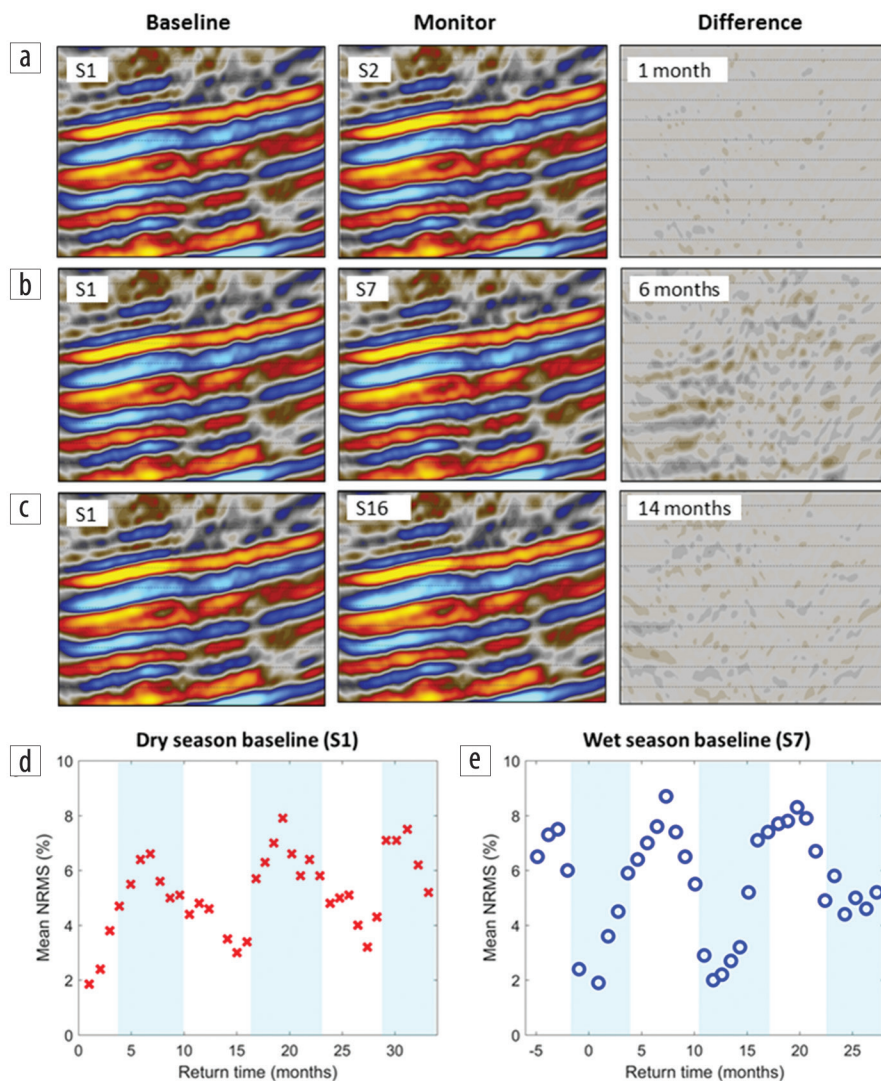 Baseline Monitor Difference
a
S1 S2 1 month
b
S1 S7 6 months
c
S1 S16 14 months
d
Dry season baseline (S1)
10
8
6
4
2
0
Mean NRMS (%)
0 5 10 15 20 25 30
Return time (months)
e
Wet season baseline (S7)
10
8
6
4
2
0
Mean NRMS (%)
-5 0 5 10 15 20 25
Return time (months)